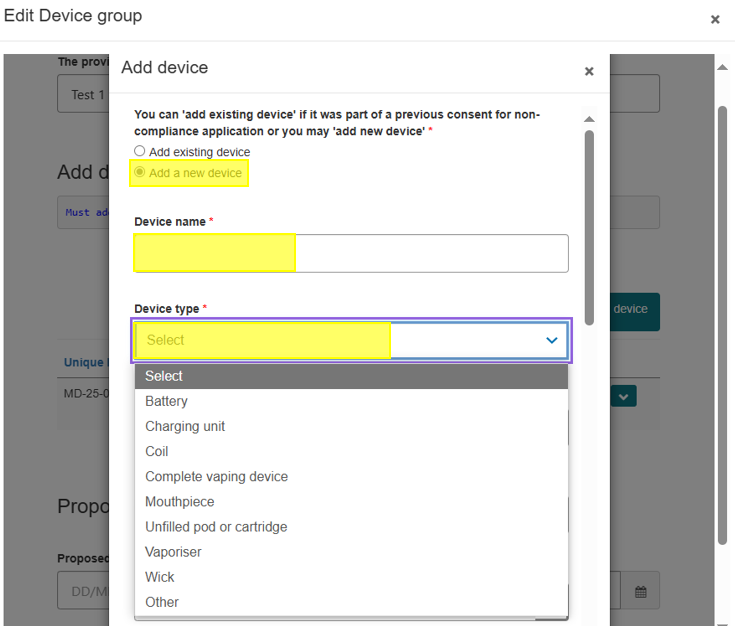 Edit Device group
×
The provi
Test 1
Add device
×
You can 'add existing device' if it was part of a previous consent for non-
compliance application or you may 'add new device' *
Add existing device
Add a new device
Add d
Must ad
Device name *
Device type *
device
Select
Unique
MD-25-0
Select
Battery
Charging unit
Coil
Complete vaping device
Mouthpiece
Unfilled pod or cartridge
Vaporiser
Wick
Other
Propo
Proposed
DD/M